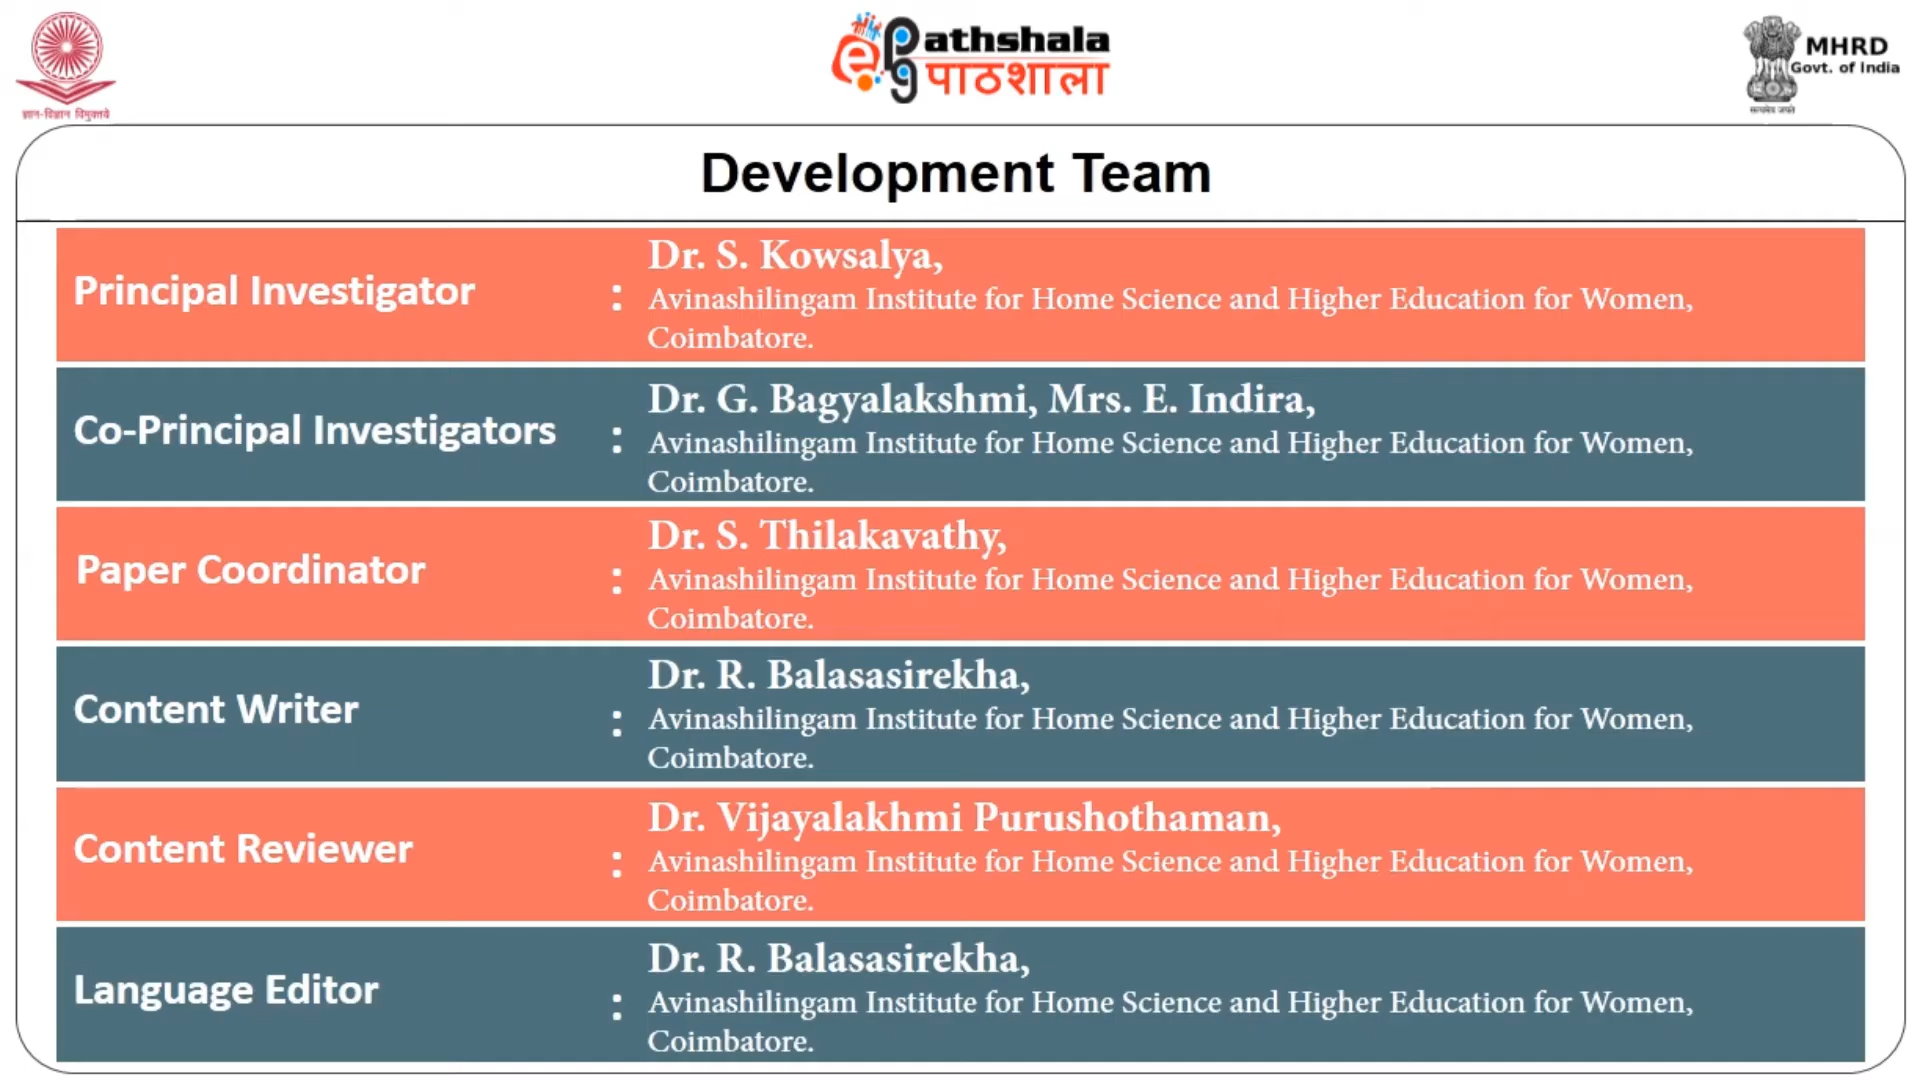 ज्ञान-विज्ञान विमुक्तये
e
pg
athshala
पाठशाला
MHRD
Govt. of India
सत्यमेव जयते
Development Team
Principal Investigator
:
Dr. S. Kowsalya,
Avinashilingam Institute for Home Science and Higher Education for Women,
Coimbatore.
Co-Principal Investigators
:
Dr. G. Bagyalakshmi, Mrs. E. Indira,
Avinashilingam Institute for Home Science and Higher Education for Women,
Coimbatore.
Paper Coordinator
:
Dr. S. Thilakavathy,
Avinashilingam Institute for Home Science and Higher Education for Women,
Coimbatore.
Content Writer
:
Dr. R. Balasasirekha,
Avinashilingam Institute for Home Science and Higher Education for Women,
Coimbatore.
Content Reviewer
:
Dr. Vijayalakhmi Purushothaman,
Avinashilingam Institute for Home Science and Higher Education for Women,
Coimbatore.
Language Editor
:
Dr. R. Balasasirekha,
Avinashilingam Institute for Home Science and Higher Education for Women,
Coimbatore.